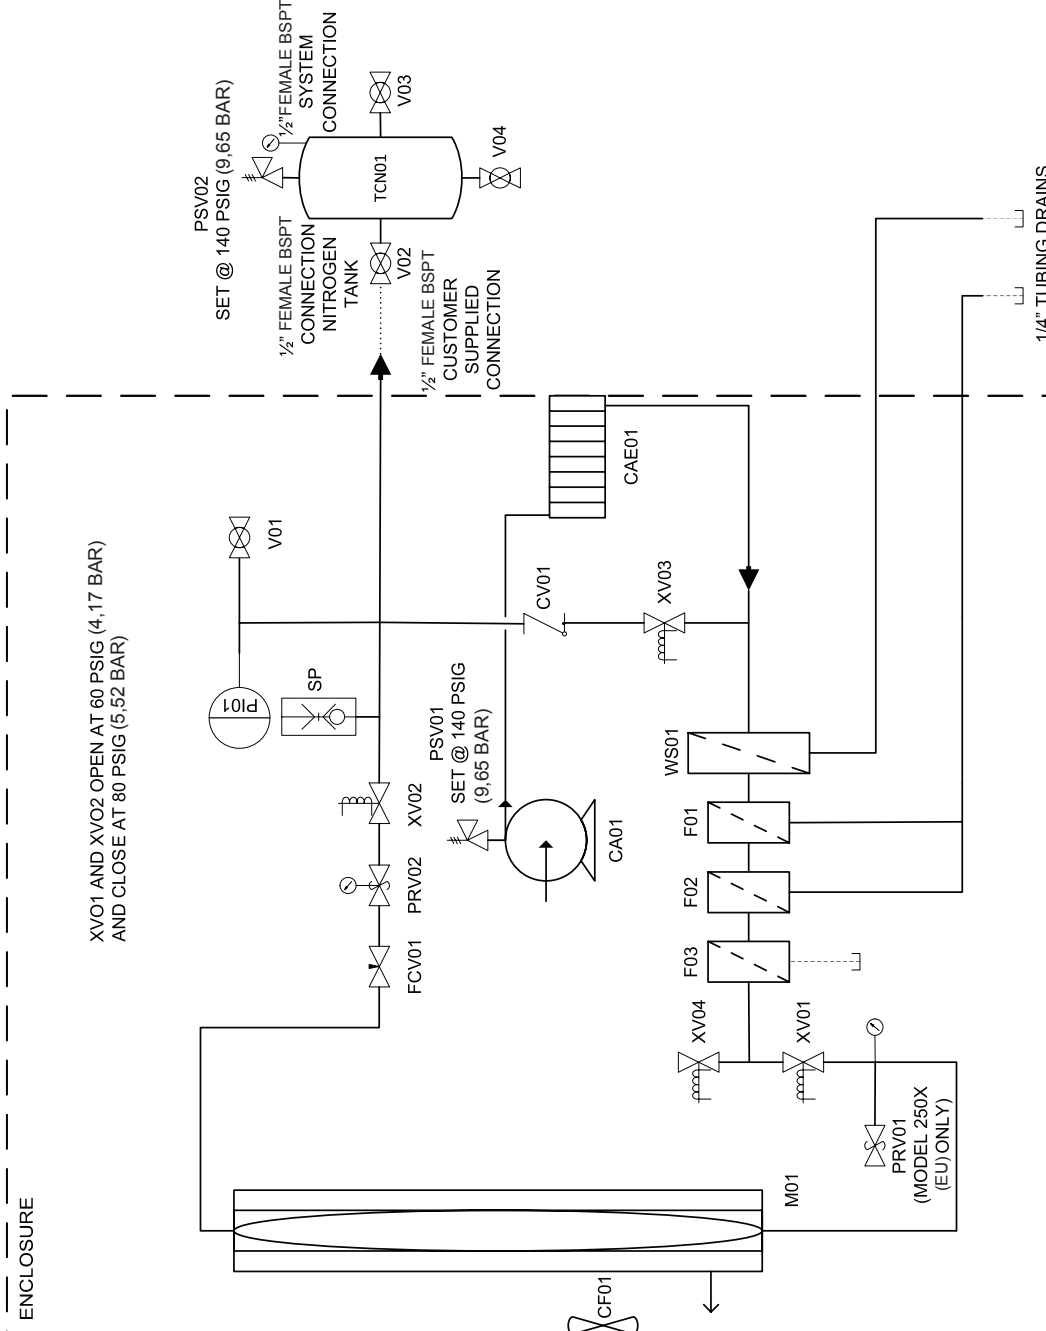 ENCLOSURE
XVO1 AND XVO2 OPEN AT 60 PSIG (4,17 BAR)
AND CLOSE AT 80 PSIG (5,52 BAR)
PSV02
SET @ 140 PSIG (9,65 BAR)
½" FEMALE BSPT
CONNECTION
NITROGEN
TANK
½"FEMALE BSPT
SYSTEM
CONNECTION
TCN01
V03
V04
V02
½" FEMALE BSPT
CUSTOMER
SUPPLIED
CONNECTION
PI01
V01
SP
FCV01
PRV02
XV02
PSV01
SET @ 140 PSIG
(9,65 BAR)
CV01
CAE01
CA01
XV03
WS01
F01
F02
F03
XV04
XV01
PRV01
(MODEL 250X
(EU) ONLY)
M01
CF01
1/4" TUBING DRAINS